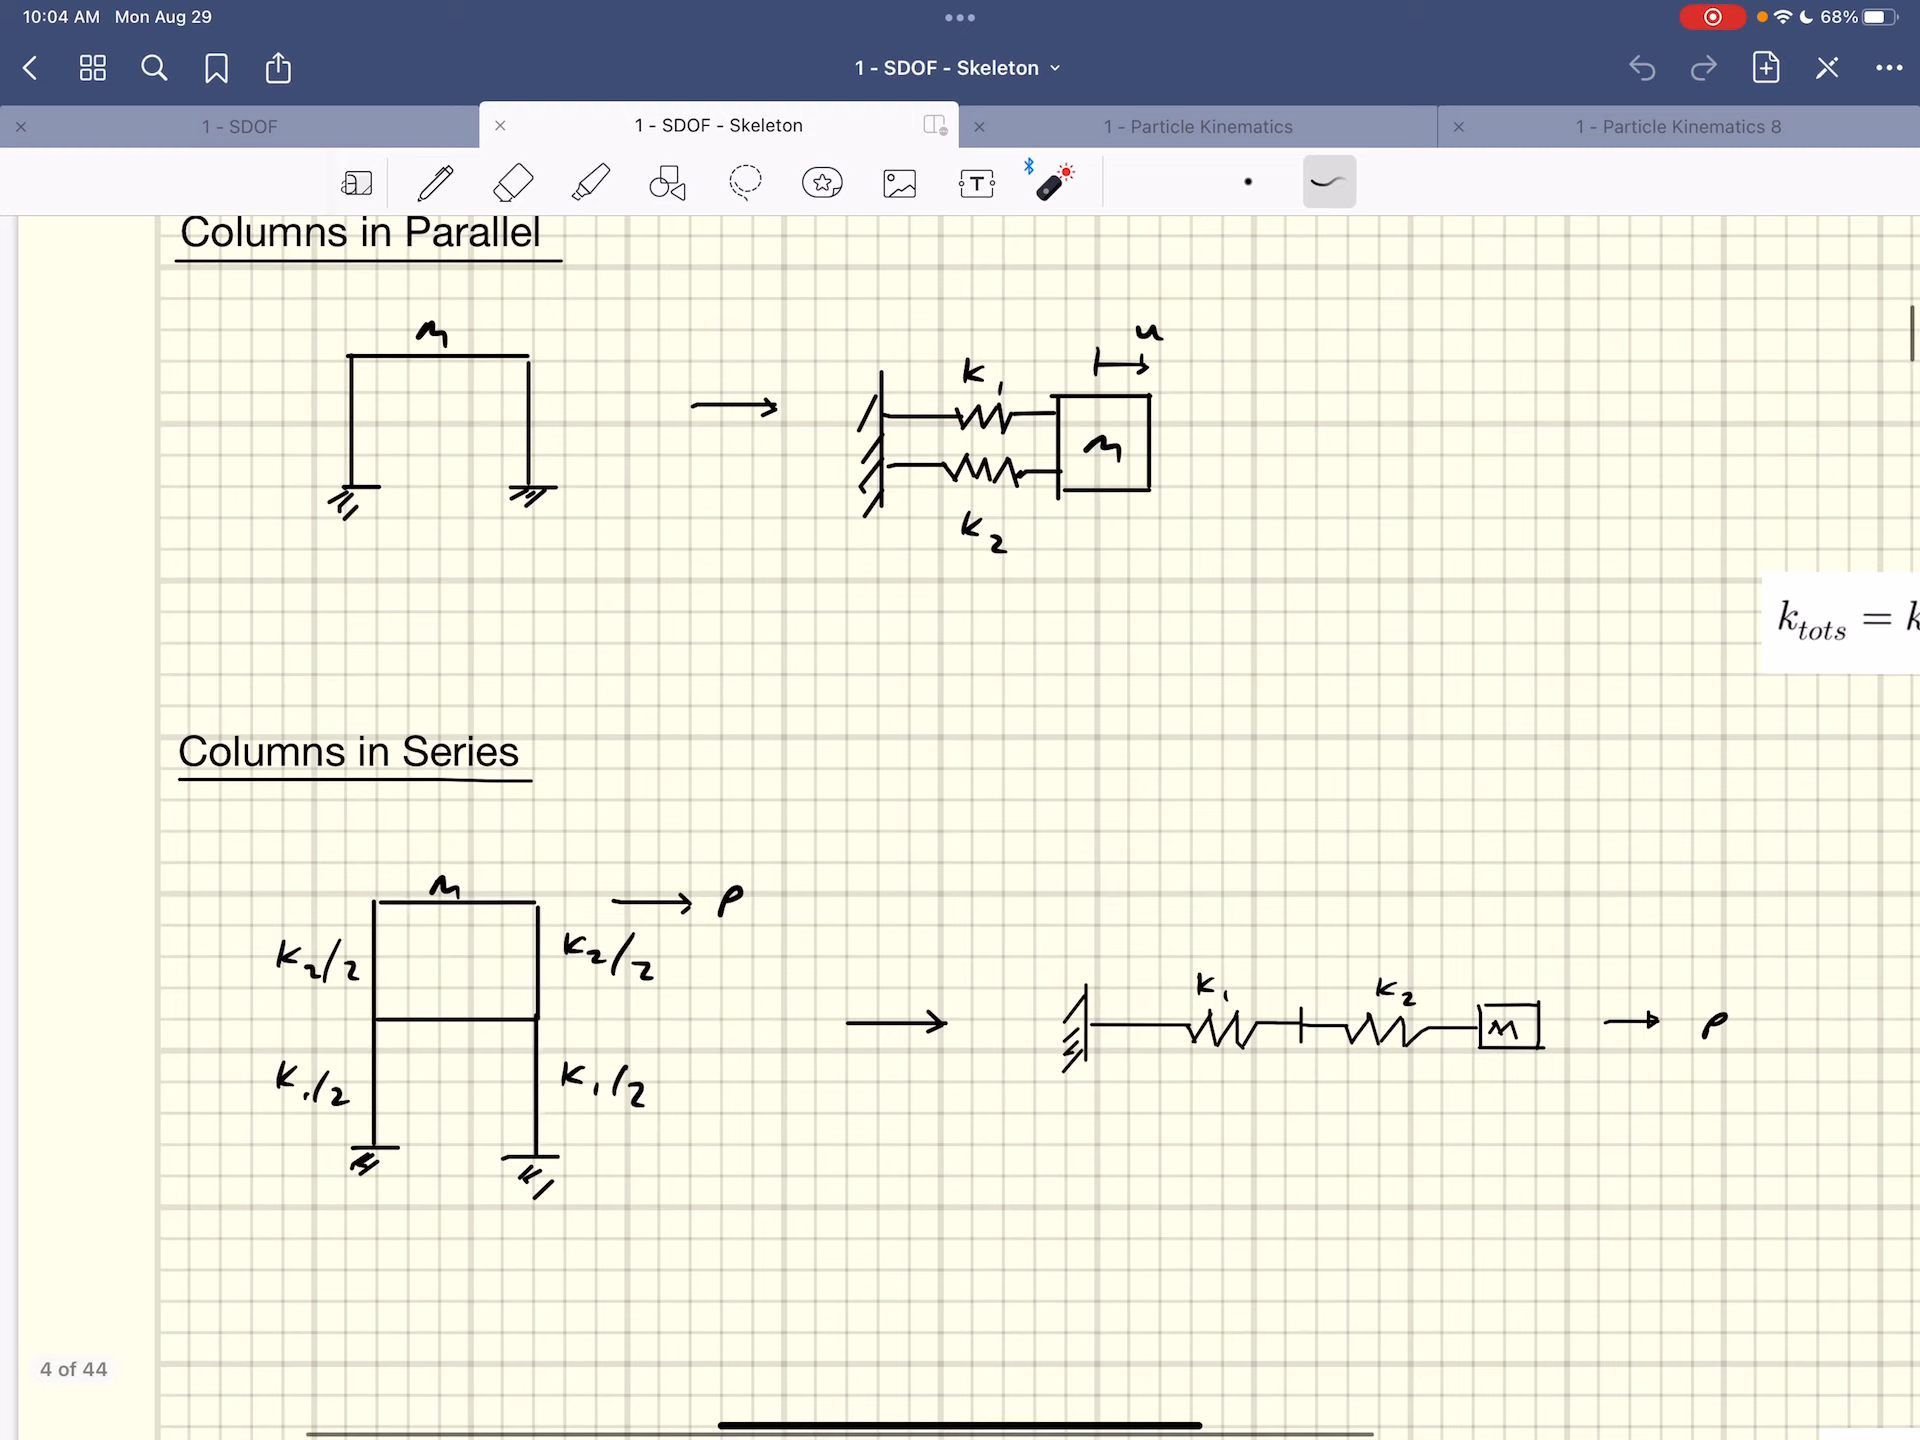 10:04 AM Mon Aug 29
68%
1 - SDOF - Skeleton
1 - SDOF
1 - SDOF - Skeleton
1 - Particle Kinematics
1 - Particle Kinematics 8
T
Columns in Parallel
m
u
k1
m
k2
k_tots = k
Columns in Series
m
P
k2/2
k2/2
k1/2
k1/2
k1
k2
m
P
4 of 44